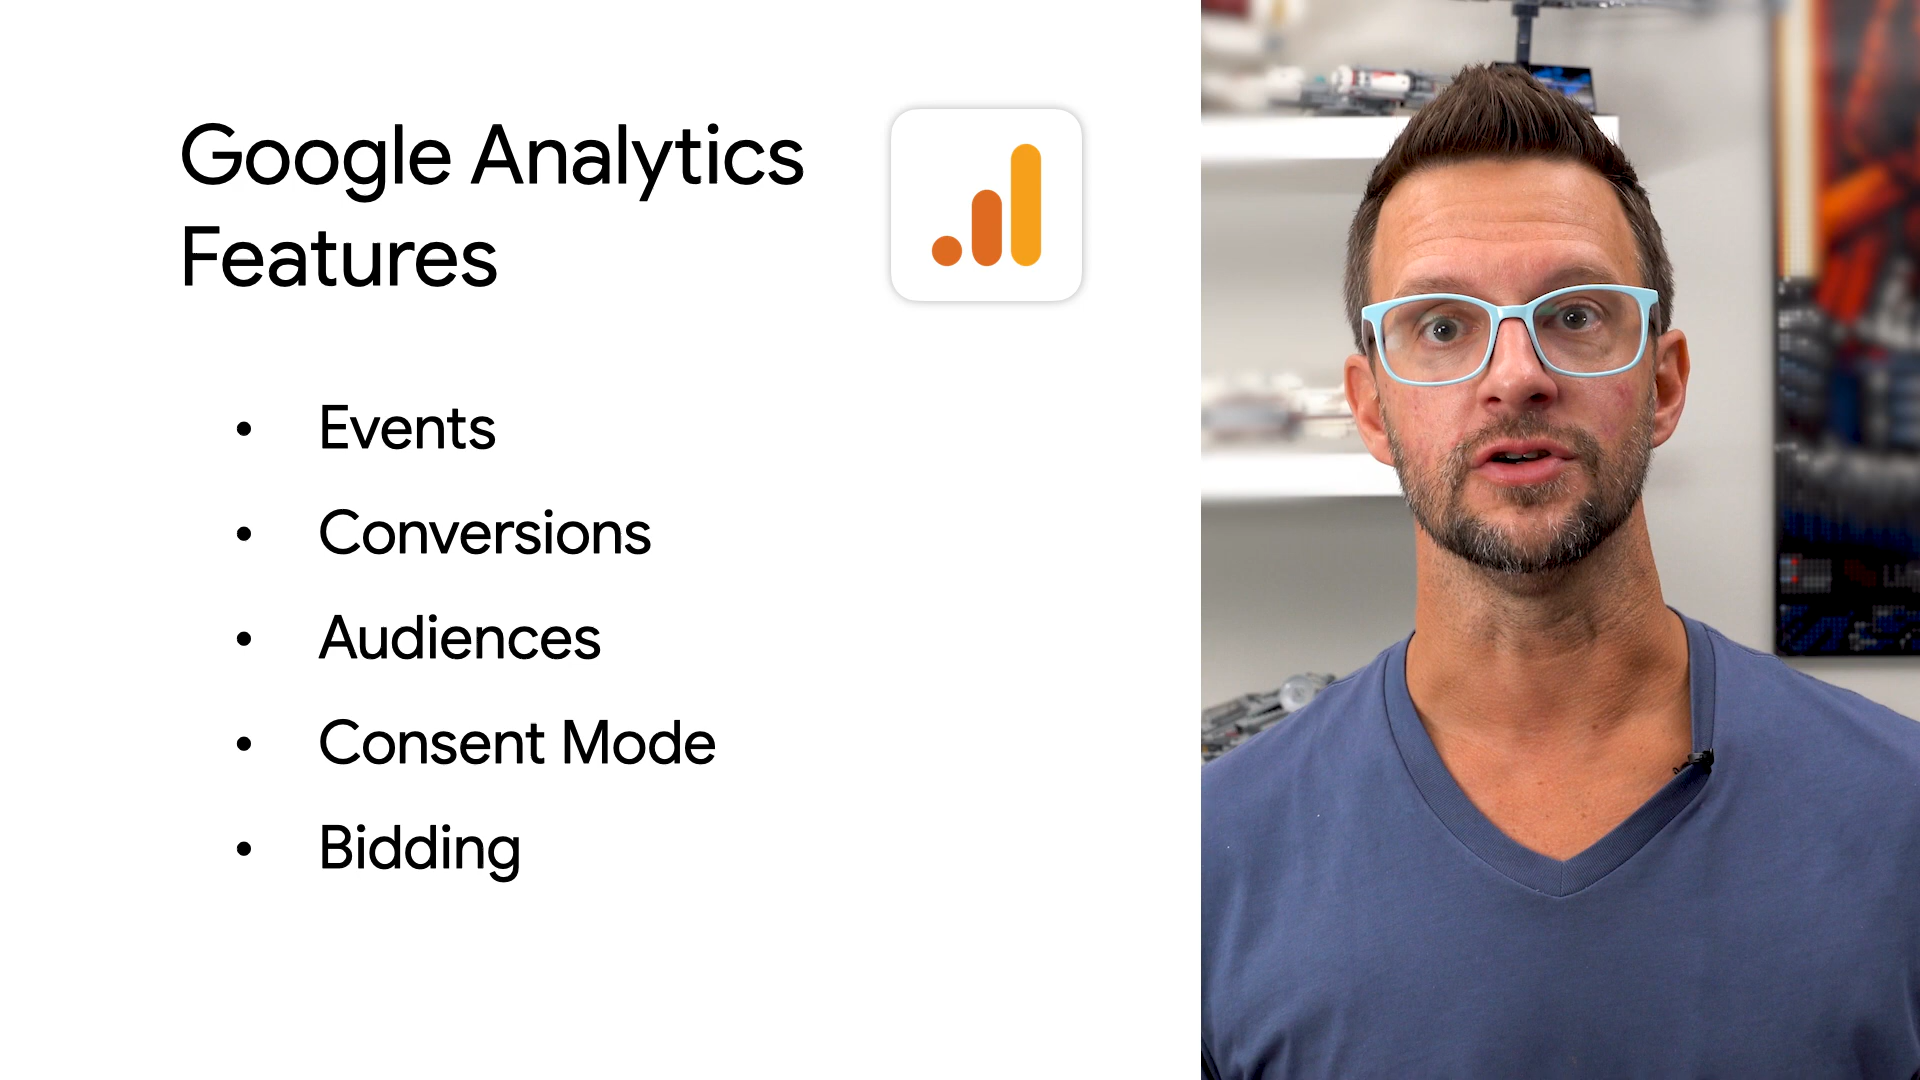 Google Analytics
Features
• Events
• Conversions
• Audiences
• Consent Mode
• Bidding